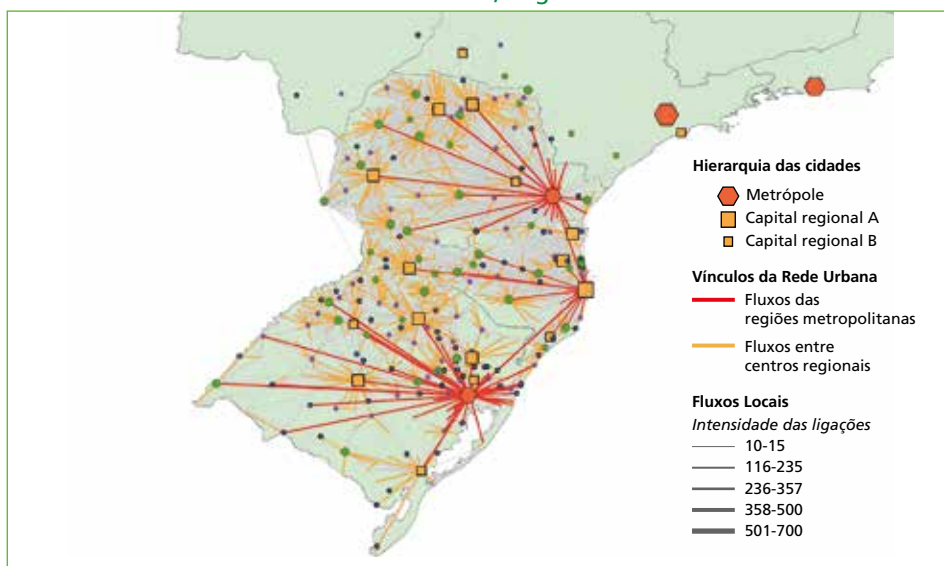 Hierarquia das cidades
Metrópole
Capital regional A
Capital regional B
Vínculos da Rede Urbana
Fluxos das
regiões metropolitanas
Fluxos entre
centros regionais
Fluxos Locais
Intensidade das ligações
10-15
116-235
236-357
358-500
501-700